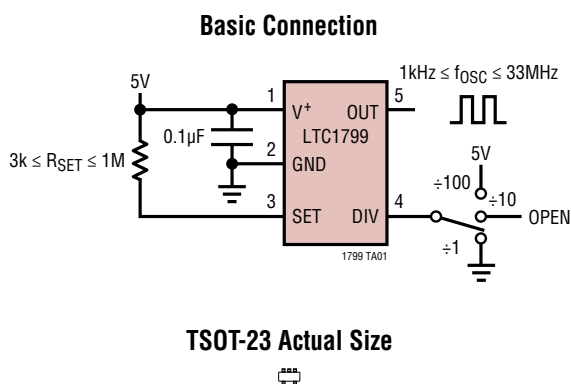 Basic Connection
1kHz ≤ fOSC ≤ 33MHz
5V
1
V+
OUT
5
LTC1799
0.1µF
2
GND
5V
3k ≤ RSET ≤ 1M
÷100
÷10
3
SET
DIV
4
OPEN
÷1
1799 TA01
TSOT-23 Actual Size